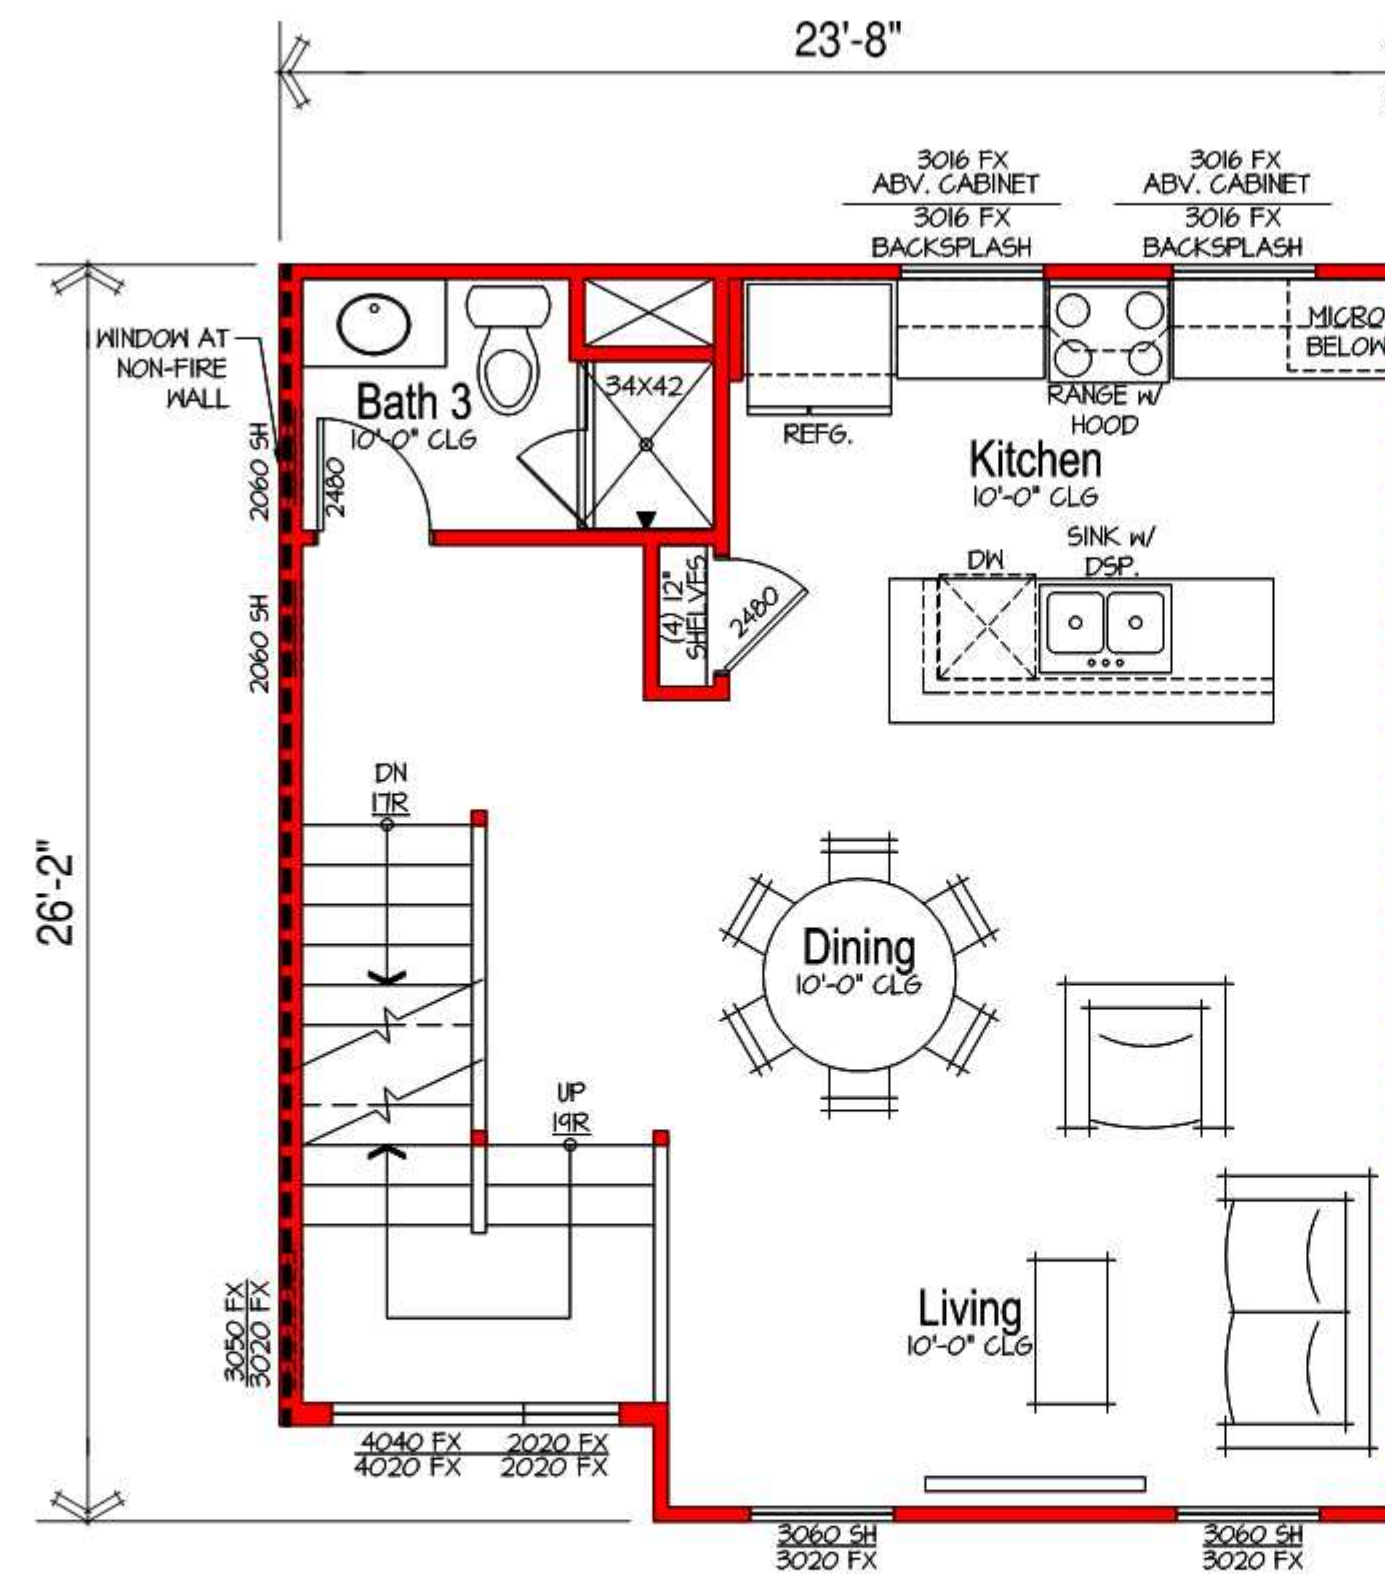 23'-8"
3016 FX
ABV. CABINET
3016 FX
BACKSPLASH
3016 FX
ABV. CABINET
3016 FX
BACKSPLASH
WINDOW AT
NON-FIRE
WALL
2060 SH
2060 SH
Bath 3
10'-0" CLG
2480
34X42
REFG.
RANGE W/
HOOD
MICRO
BELOW
Kitchen
10'-0" CLG
SINK W/
DSP.
DW
(4) 12"
SHELVES
2480
DN
17R
26'-2"
Dining
10'-0" CLG
UP
19R
3050 FX
3020 FX
Living
10'-0" CLG
4040 FX
4020 FX
2020 FX
2020 FX
3060 SH
3020 FX
3060 SH
3020 FX